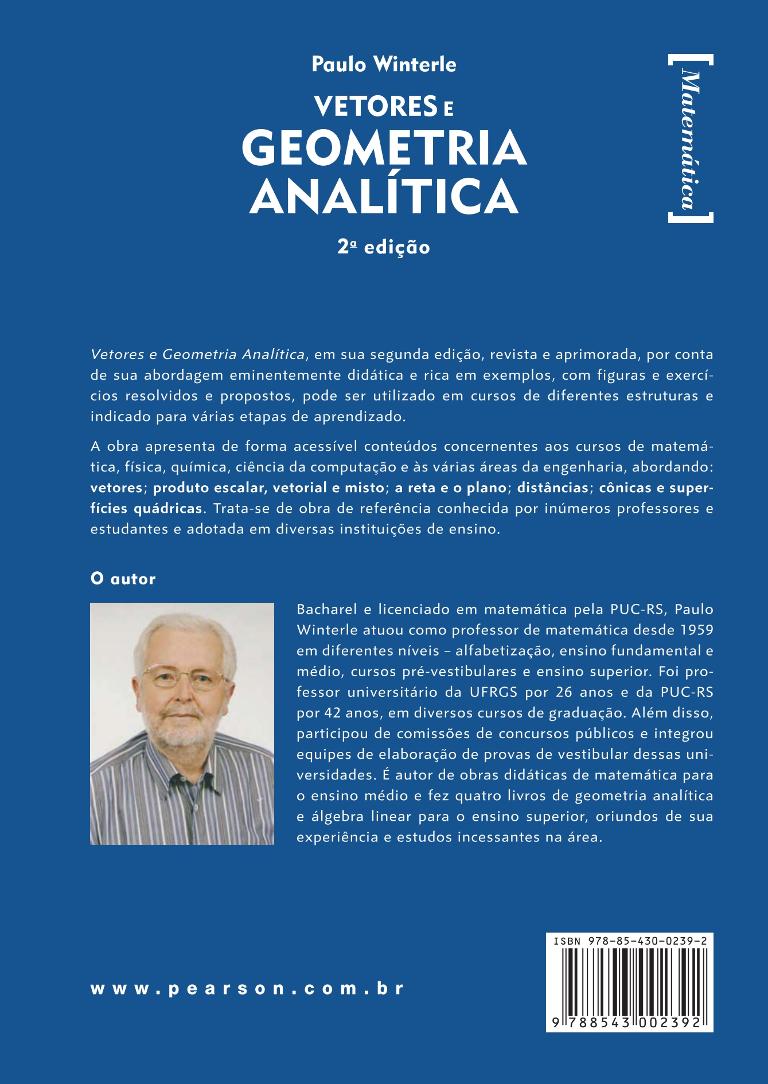 Paulo Winterle
VETORES E
GEOMETRIA
ANALÍTICA
2ª edição
[Matemática]
Vetores e Geometria Analítica, em sua segunda edição, revista e aprimorada, por conta
de sua abordagem eminentemente didática e rica em exemplos, com figuras e exercí-
cios resolvidos e propostos, pode ser utilizado em cursos de diferentes estruturas e
indicado para várias etapas de aprendizado.
A obra apresenta de forma acessível conteúdos concernentes aos cursos de matemá-
tica, física, química, ciência da computação e às várias áreas da engenharia, abordando:
vetores; produto escalar, vetorial e misto; a reta e o plano; distâncias; cônicas e super-
fícies quádricas. Trata-se de obra de referência conhecida por inúmeros professores e
estudantes e adotada em diversas instituições de ensino.
O autor
Bacharel e licenciado em matemática pela PUC-RS, Paulo
Winterle atuou como professor de matemática desde 1959
em diferentes níveis – alfabetização, ensino fundamental e
médio, cursos pré-vestibulares e ensino superior. Foi pro-
fessor universitário da UFRGS por 26 anos e da PUC-RS
por 42 anos, em diversos cursos de graduação. Além disso,
participou de comissões de concursos públicos e integrou
equipes de elaboração de provas de vestibular dessas uni-
versidades. É autor de obras didáticas de matemática para
o ensino médio e fez quatro livros de geometria analítica
e álgebra linear para o ensino superior, oriundos de sua
experiência e estudos incessantes na área.
www.pearson.com.br
ISBN 978-85-430-0239-2
9 788543 002392